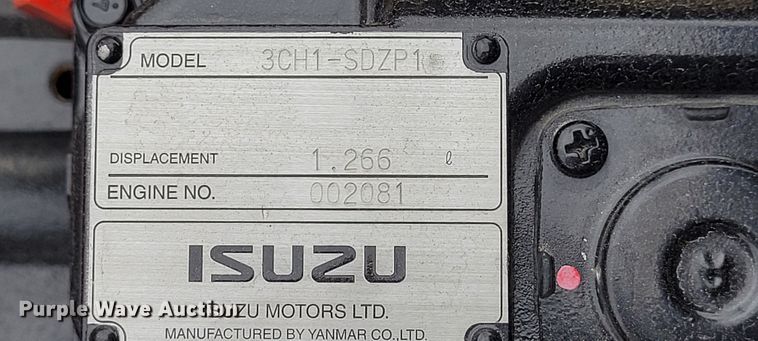 MODEL 3CH1-SDZP1
DISPLACEMENT 1.266 ℓ
ENGINE NO. 002081
ISUZU
ISUZU MOTORS LTD.
MANUFACTURED BY YANMAR CO.,LTD.
Purple Wave Auction